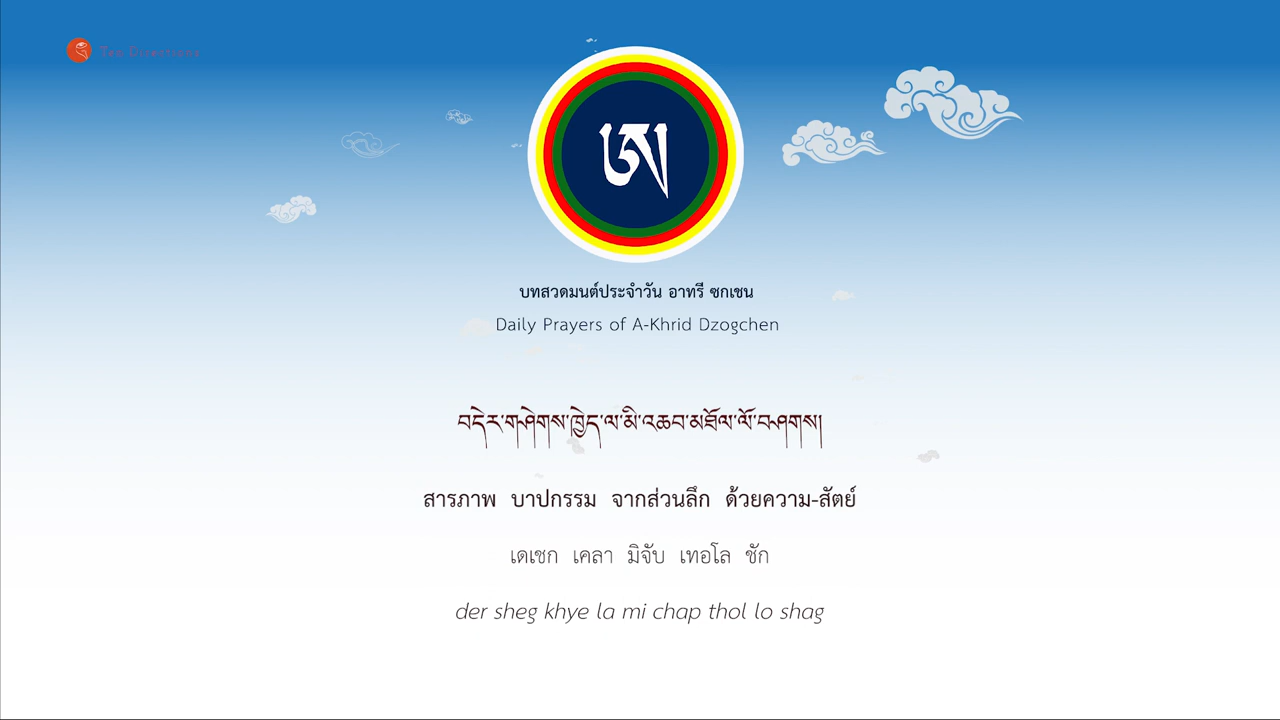 Ten Directions
ཨ
บทสวดมนต์ประจำวัน อาทรี ซกเชน
Daily Prayers of A-Khrid Dzogchen
བདེར་གཤེགས་ཁྱེད་ལ་མི་འཆབ་མཐོལ་ལོ་བཤགས།
สารภาพ บาปกรรม จากส่วนลึก ด้วยความ-สัตย์
เดเชก เคลา มิจับ เทอโล ชัก
der sheg khye la mi chap thol lo shag